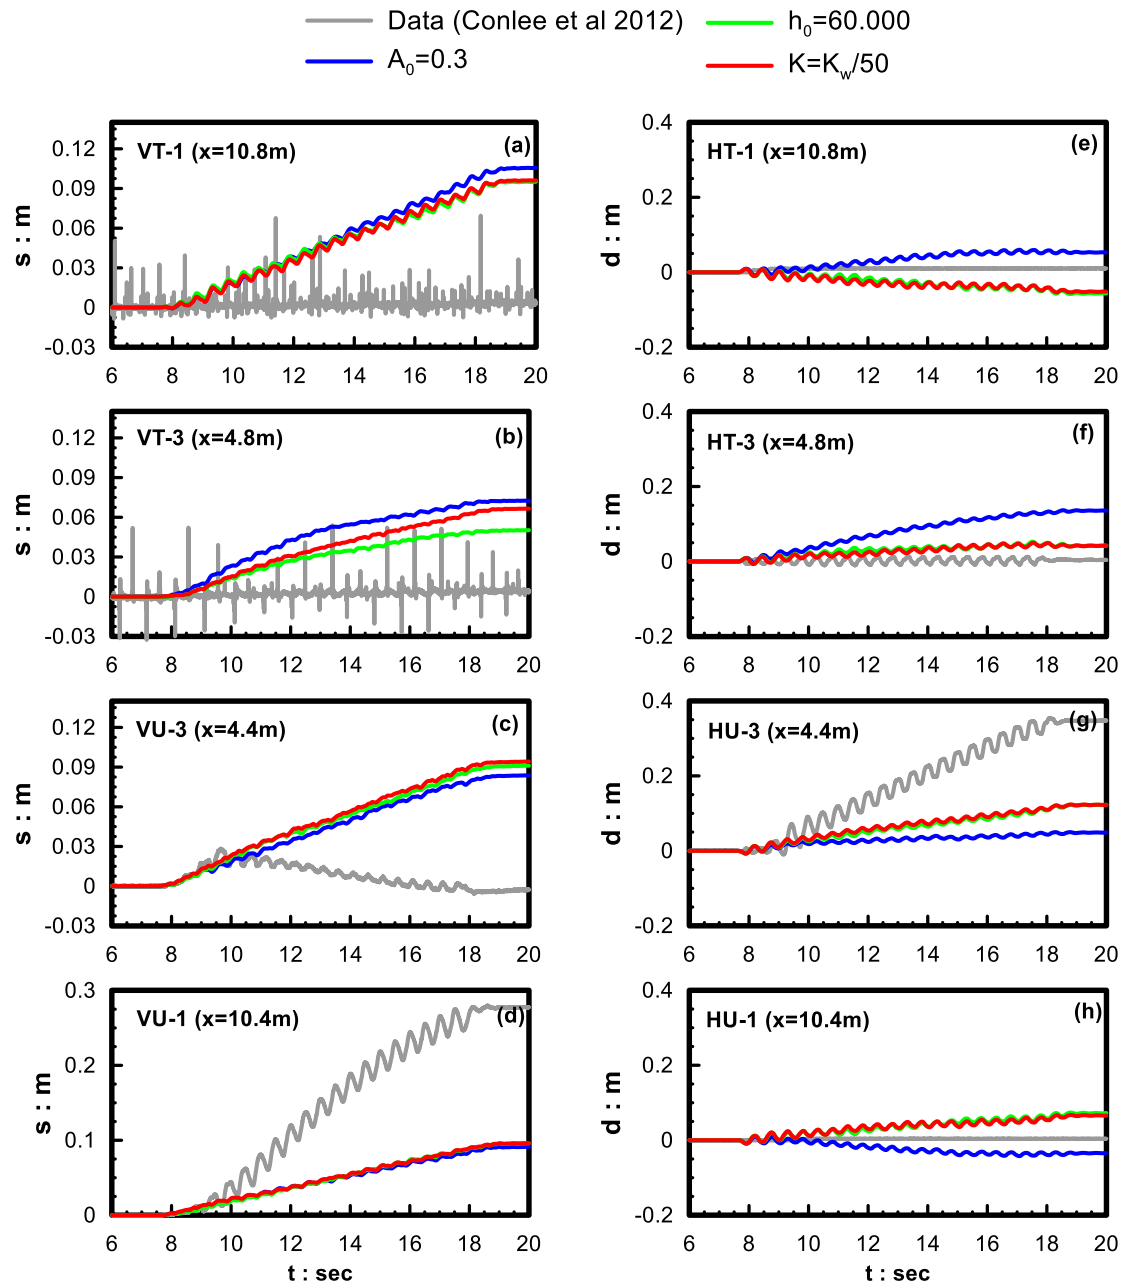 Data (Conlee et al 2012)
h0=60.000
A0=0.3
K=Kw/50
VT-1 (x=10.8m)
(a)
s : m
0.12
0.09
0.06
0.03
0
-0.03
6 8 10 12 14 16 18 20
HT-1 (x=10.8m)
(e)
d : m
0.4
0.2
0
-0.2
6 8 10 12 14 16 18 20
VT-3 (x=4.8m)
(b)
s : m
0.12
0.09
0.06
0.03
0
-0.03
6 8 10 12 14 16 18 20
HT-3 (x=4.8m)
(f)
d : m
0.4
0.2
0
-0.2
6 8 10 12 14 16 18 20
VU-3 (x=4.4m)
(c)
s : m
0.12
0.09
0.06
0.03
0
-0.03
6 8 10 12 14 16 18 20
HU-3 (x=4.4m)
(g)
d : m
0.4
0.2
0
-0.2
6 8 10 12 14 16 18 20
VU-1 (x=10.4m)
(d)
s : m
0.3
0.2
0.1
0
6 8 10 12 14 16 18 20
t : sec
HU-1 (x=10.4m)
(h)
d : m
0.4
0.2
0
-0.2
6 8 10 12 14 16 18 20
t : sec